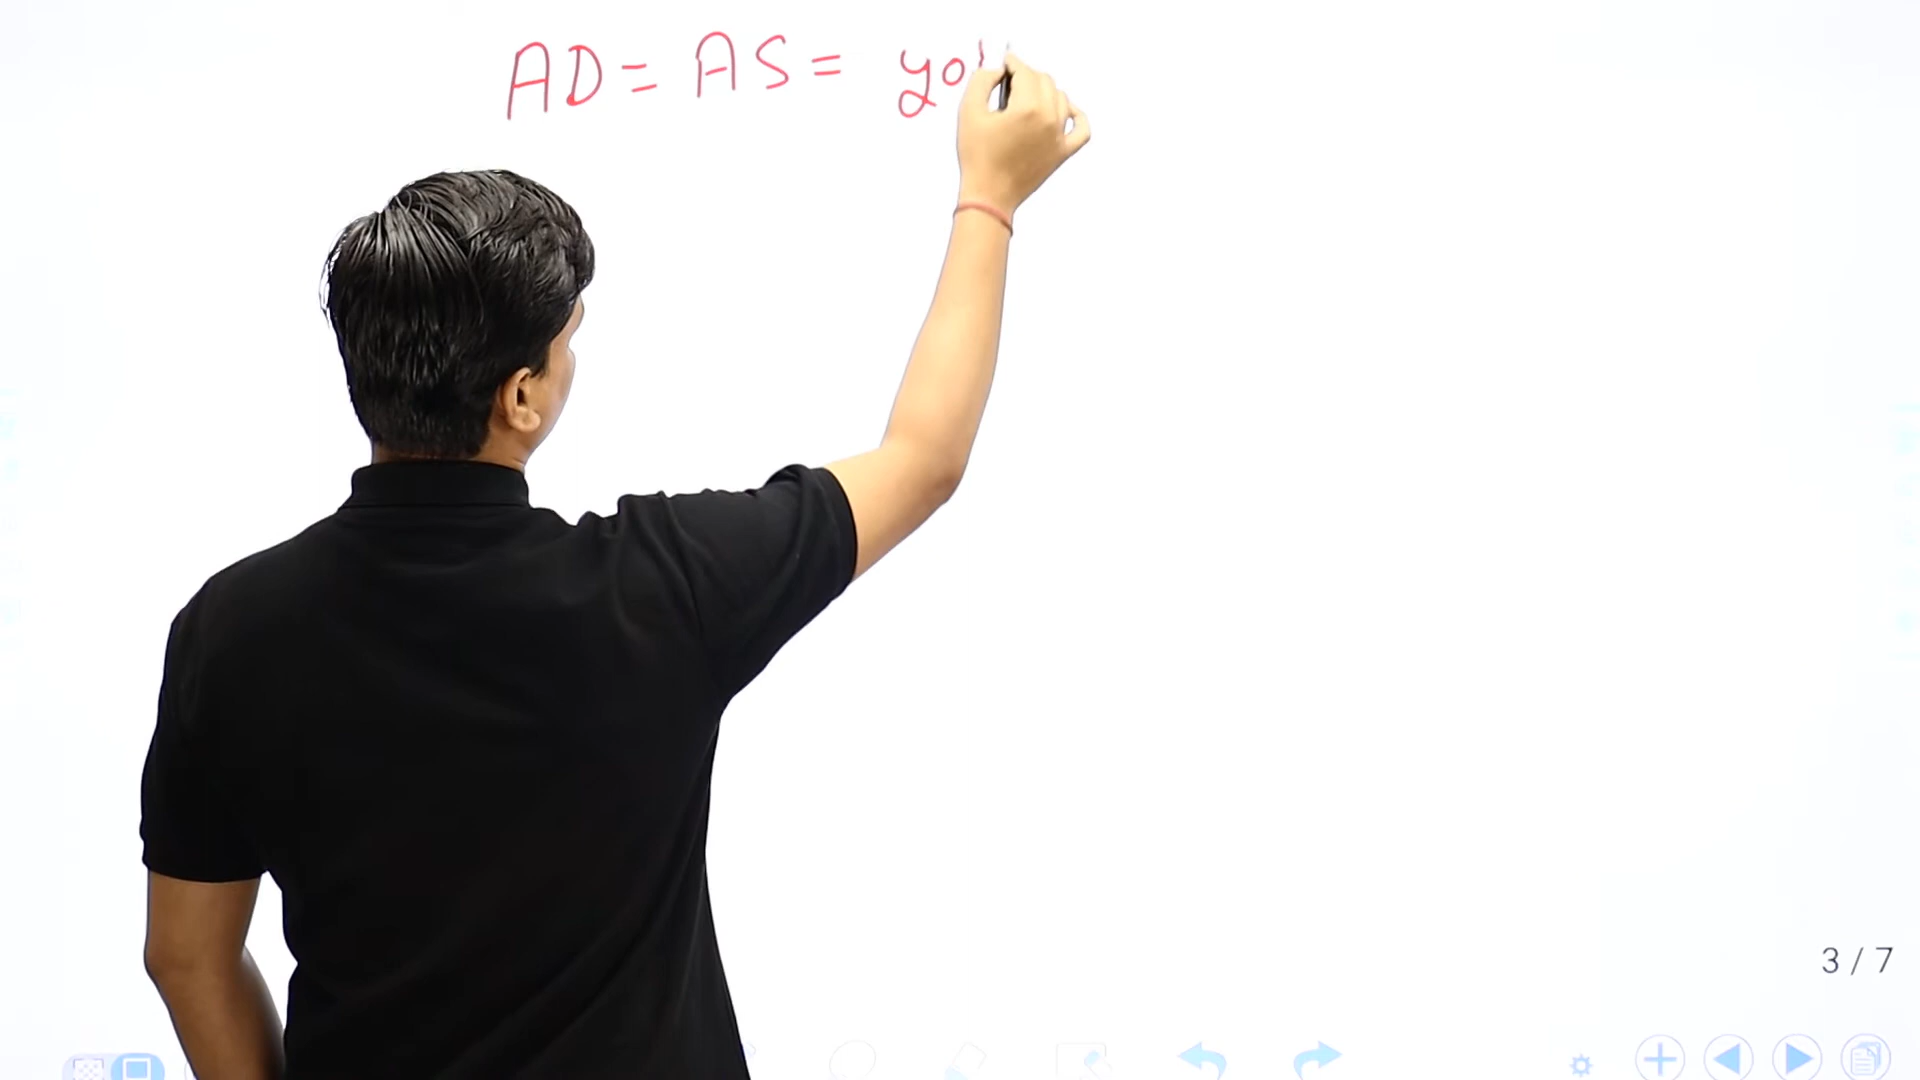 AD = AS = yo
3 / 7